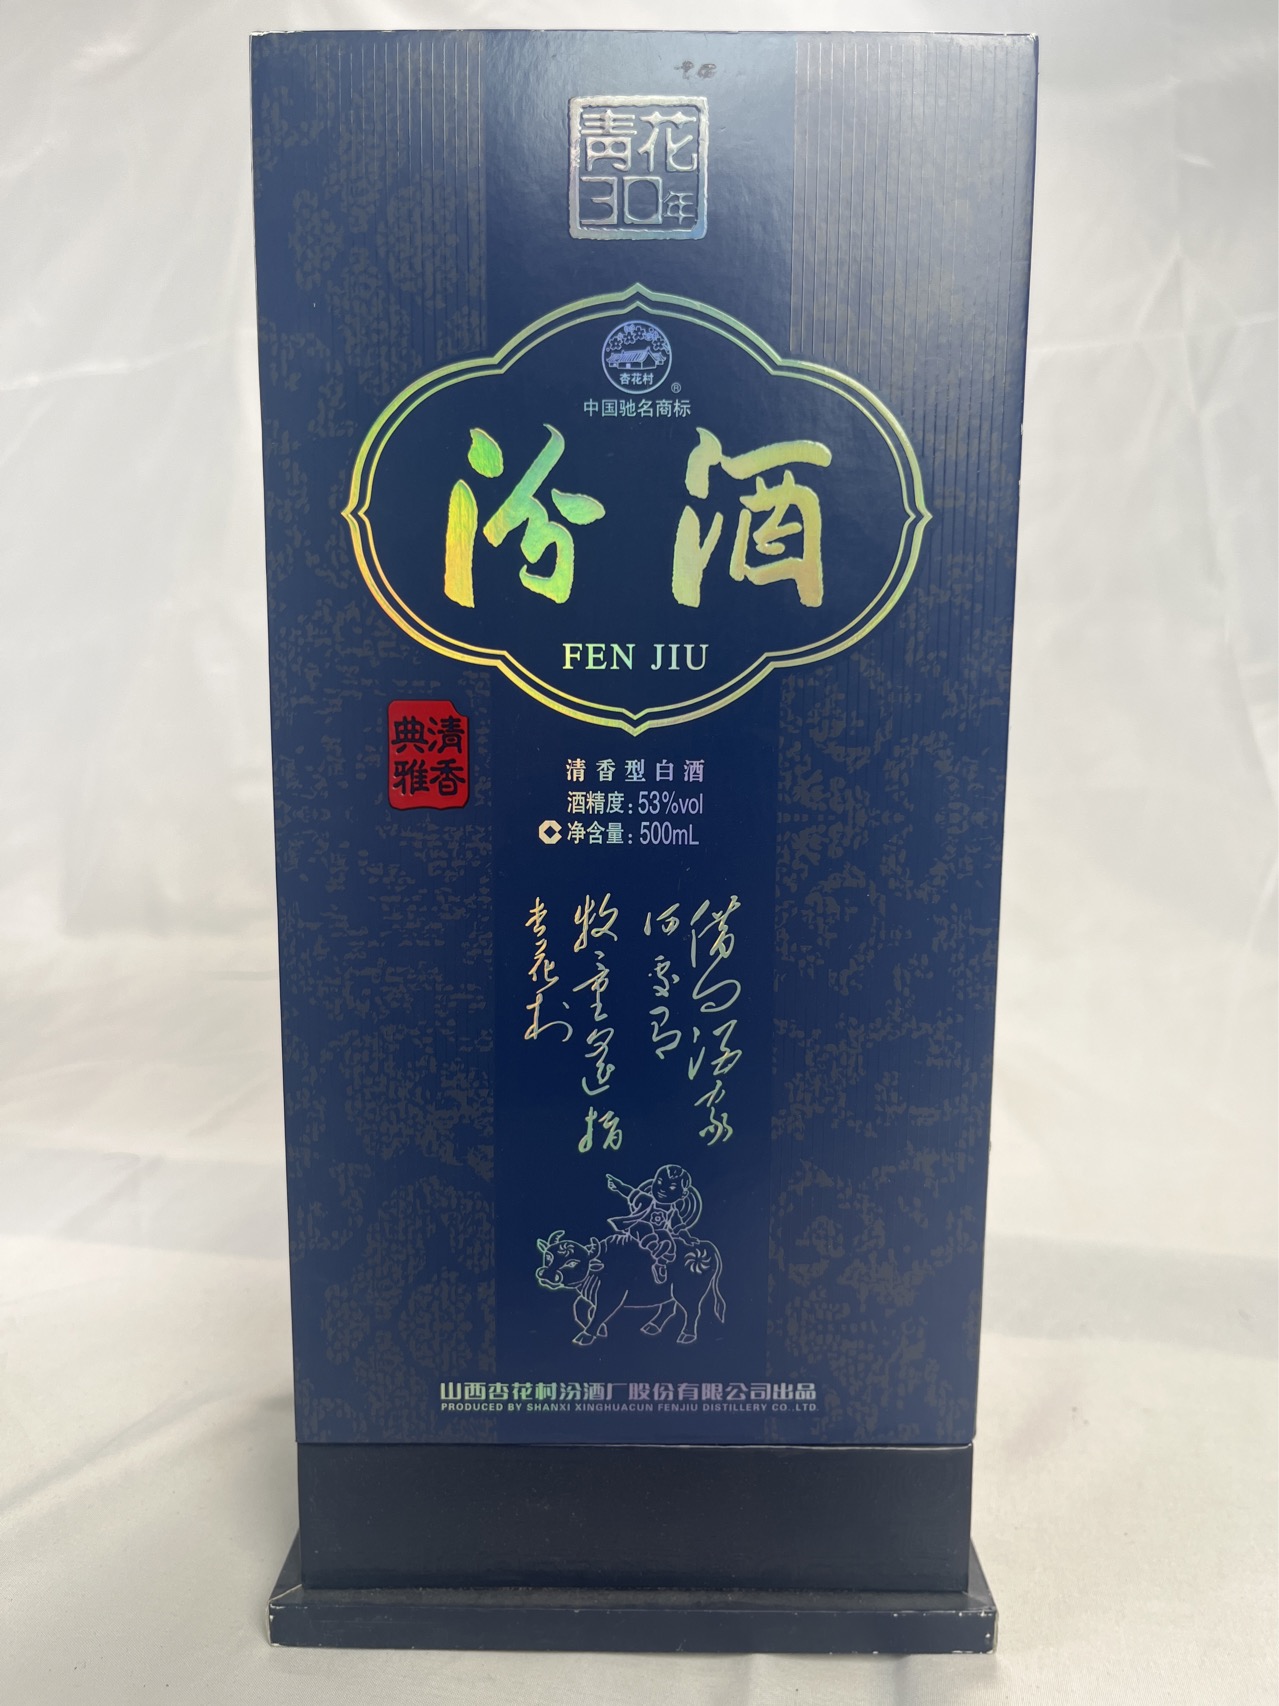 青花
30年
杏花村
®
中国驰名商标
汾酒
FEN JIU
清香
典雅
清香型白酒
酒精度:53%vol
净含量:500mL
借问酒家
何处有
牧童遥指
杏花村
山西杏花村汾酒厂股份有限公司出品
PRODUCED BY SHANXI XINGHUACUN FENJIU DISTILLERY CO.,LTD.